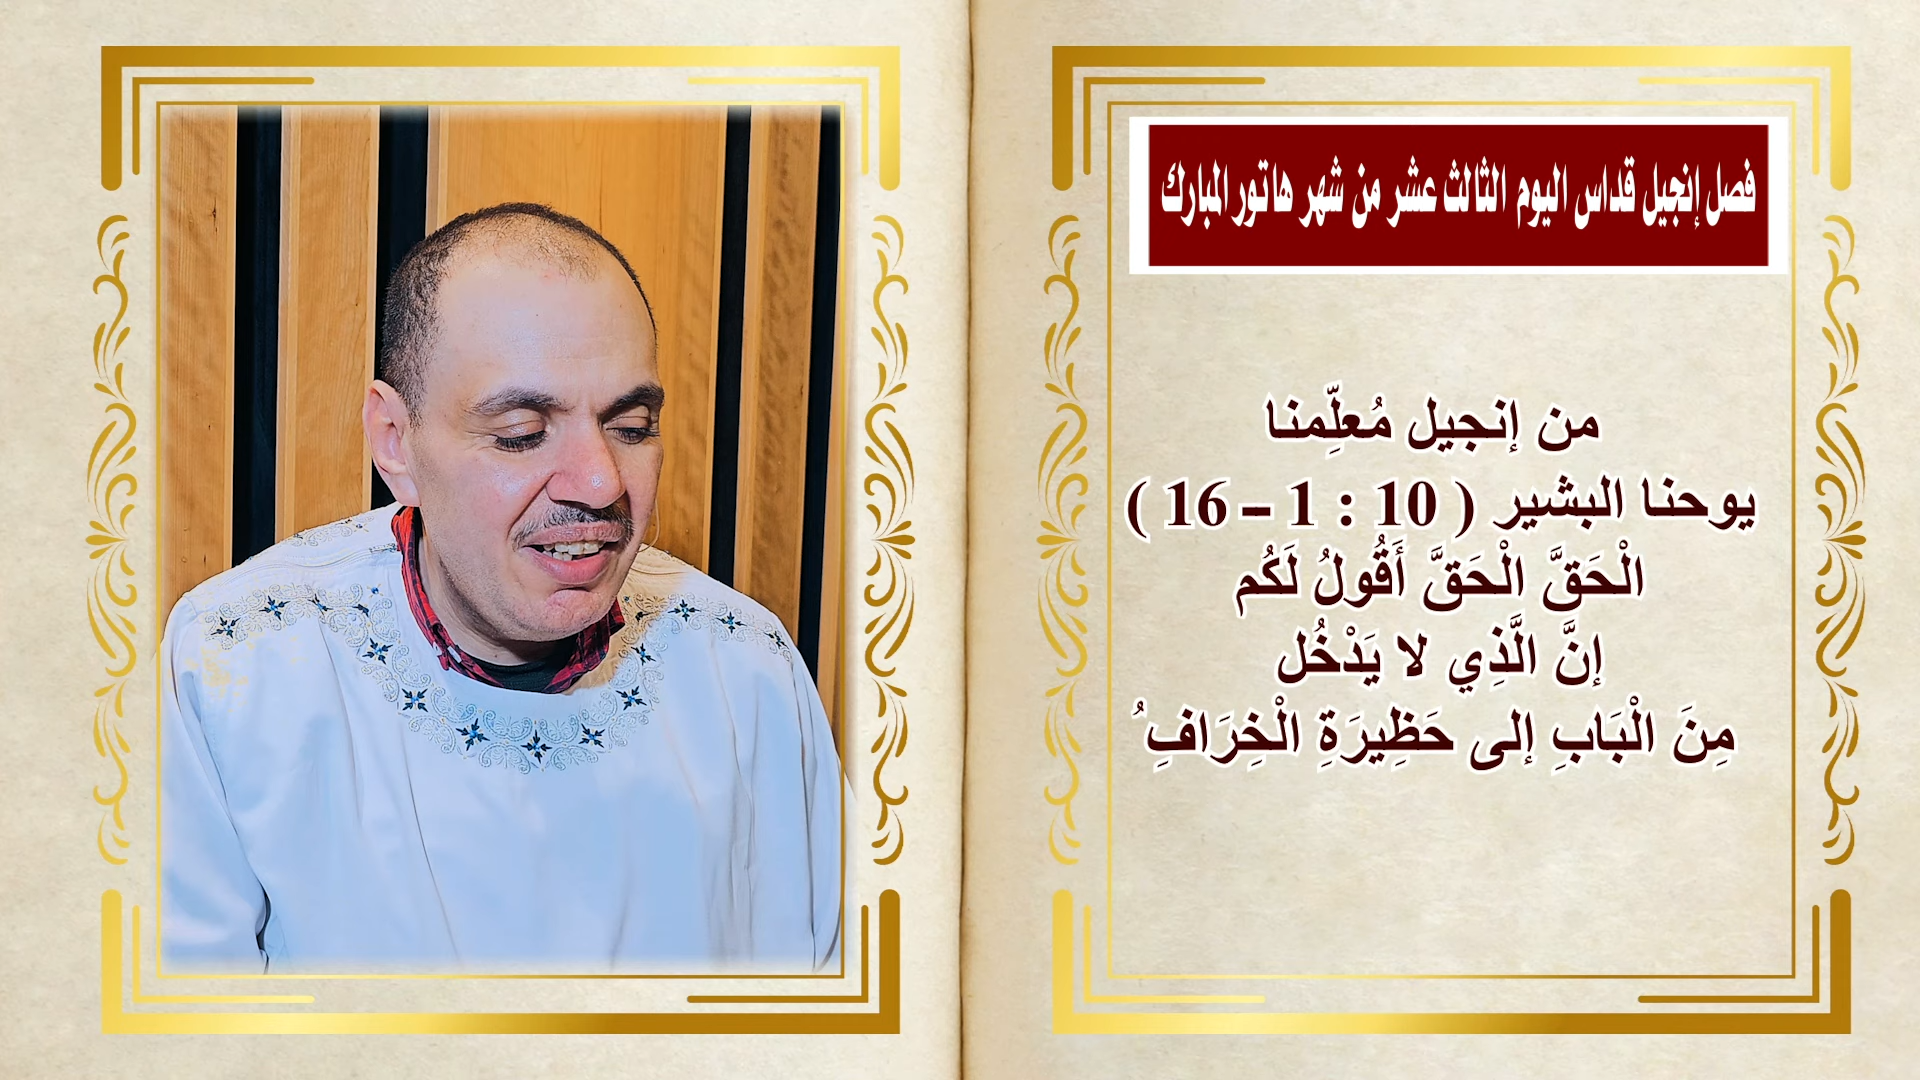 فصل إنجيل قداس اليوم الثالث عشر من شهر هاتور المبارك
من إنجيل مُعلِّمنا
يوحنا البشير ( 10 : 1 – 16 )
الْحَقَّ الْحَقَّ أَقُولُ لَكُم
إنَّ الَّذِي لا يَدْخُل
مِنَ الْبَابِ إلى حَظِيرَةِ الْخِرَافِ ُ